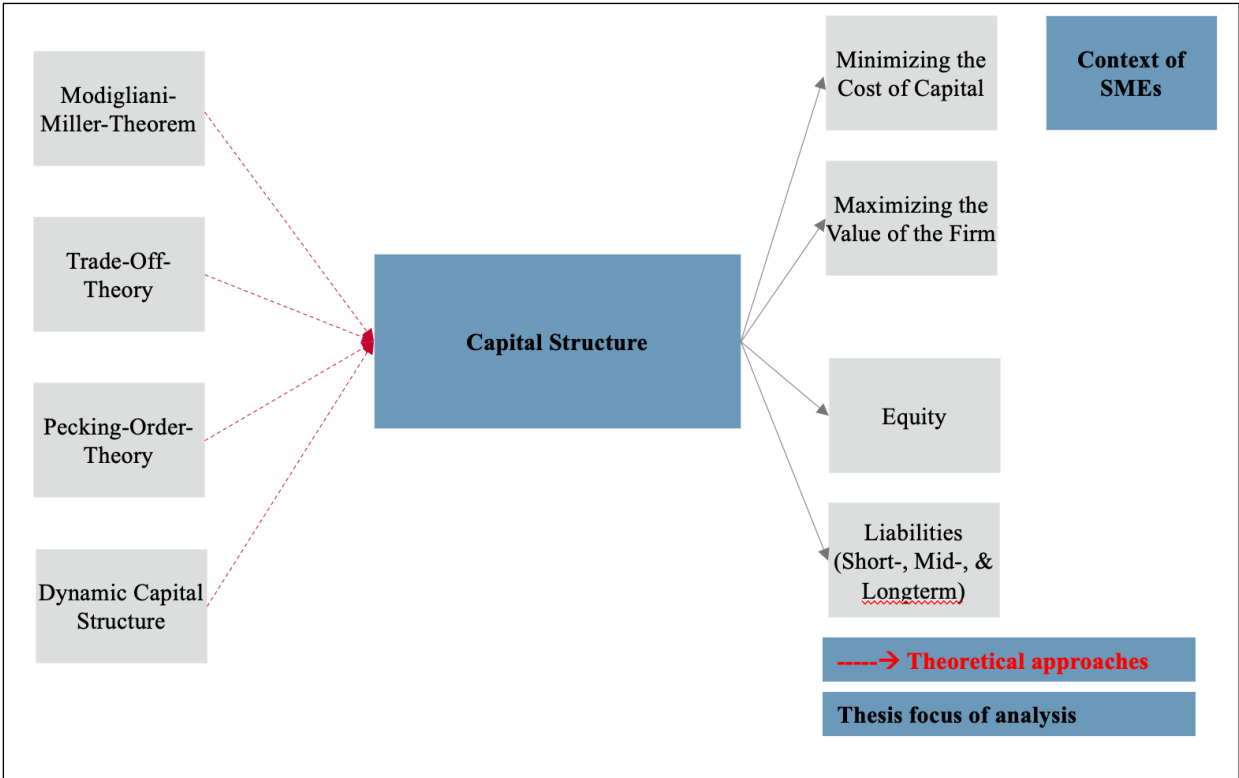 Modigliani-
Miller-Theorem
Trade-Off-
Theory
Pecking-Order-
Theory
Dynamic Capital
Structure
Capital Structure
Minimizing the
Cost of Capital
Maximizing the
Value of the Firm
Equity
Liabilities
(Short-, Mid-, &
Longterm)
Context of
SMEs
-----→ Theoretical approaches
Thesis focus of analysis